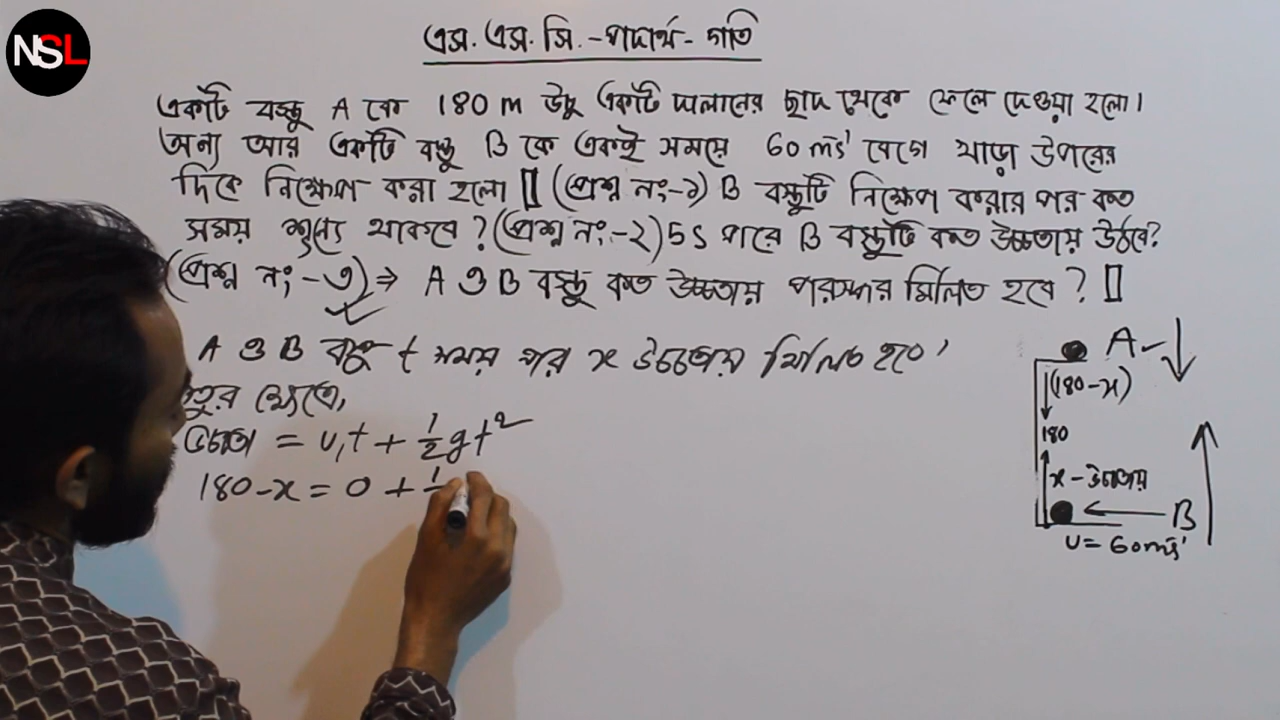 NSL
এস. এস. সি. - পদার্থ - গতি
একটি বস্তু A কে 180 m উচু একটি দালানের ছাদ থেকে ফেলে দেওয়া হলো।
অন্য আর একটি বস্তু B কে একই সময়ে 60 ms⁻¹ বেগে খাড়া উপরের
দিকে নিক্ষেপ করা হলো (প্রশ্ন নং-১) B বস্তুটি নিক্ষেপ করার পর কত
সময় শূন্যে থাকবে? (প্রশ্ন নং-২) 5s পরে B বস্তুটি কত উচ্চতায় উঠবে?
(প্রশ্ন নং-৩) ⇒ A ও B বস্তু কত উচ্চতায় পরস্পর মিলিত হবে?
A ও B বস্তু t সময় পর x উচ্চতায় মিলিত হবে।
ক্ষেত্রে,
উচ্চতা = u₁t + ½gt²
180 - x = 0 + 1
A
(180 - x)
180
x - উচ্চতায়
B
u = 60 ms⁻¹